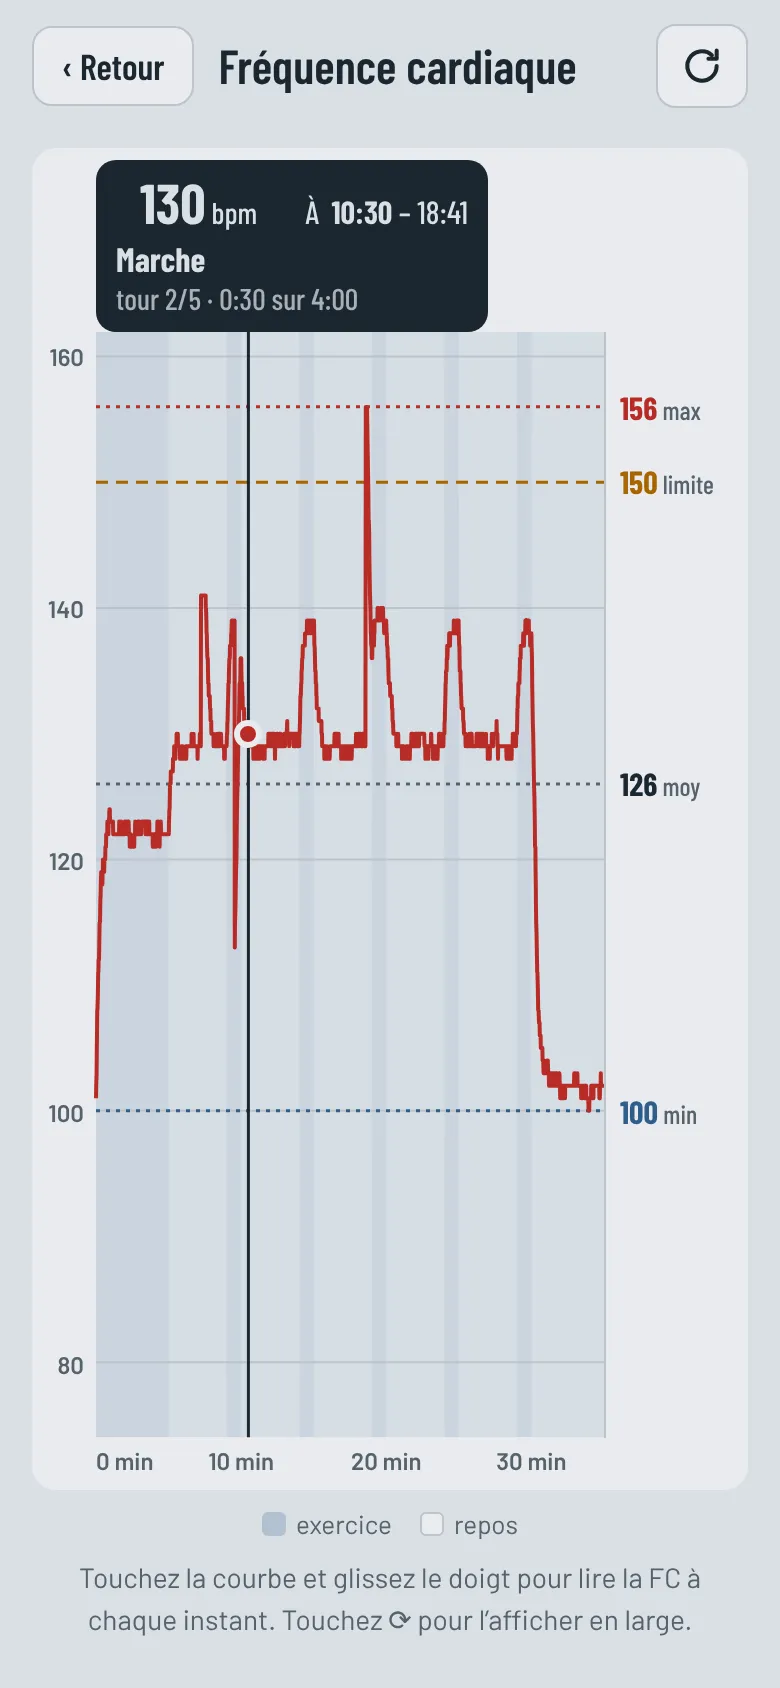 ‹ Retour Fréquence cardiaque
130 bpm À 10:30 – 18:41
Marche
tour 2/5 · 0:30 sur 4:00
160
156 max
150 limite
140
126 moy
120
100
100 min
80
0 min 10 min 20 min 30 min
exercice repos
Touchez la courbe et glissez le doigt pour lire la FC à
chaque instant. Touchez ⟳ pour l’afficher en large.